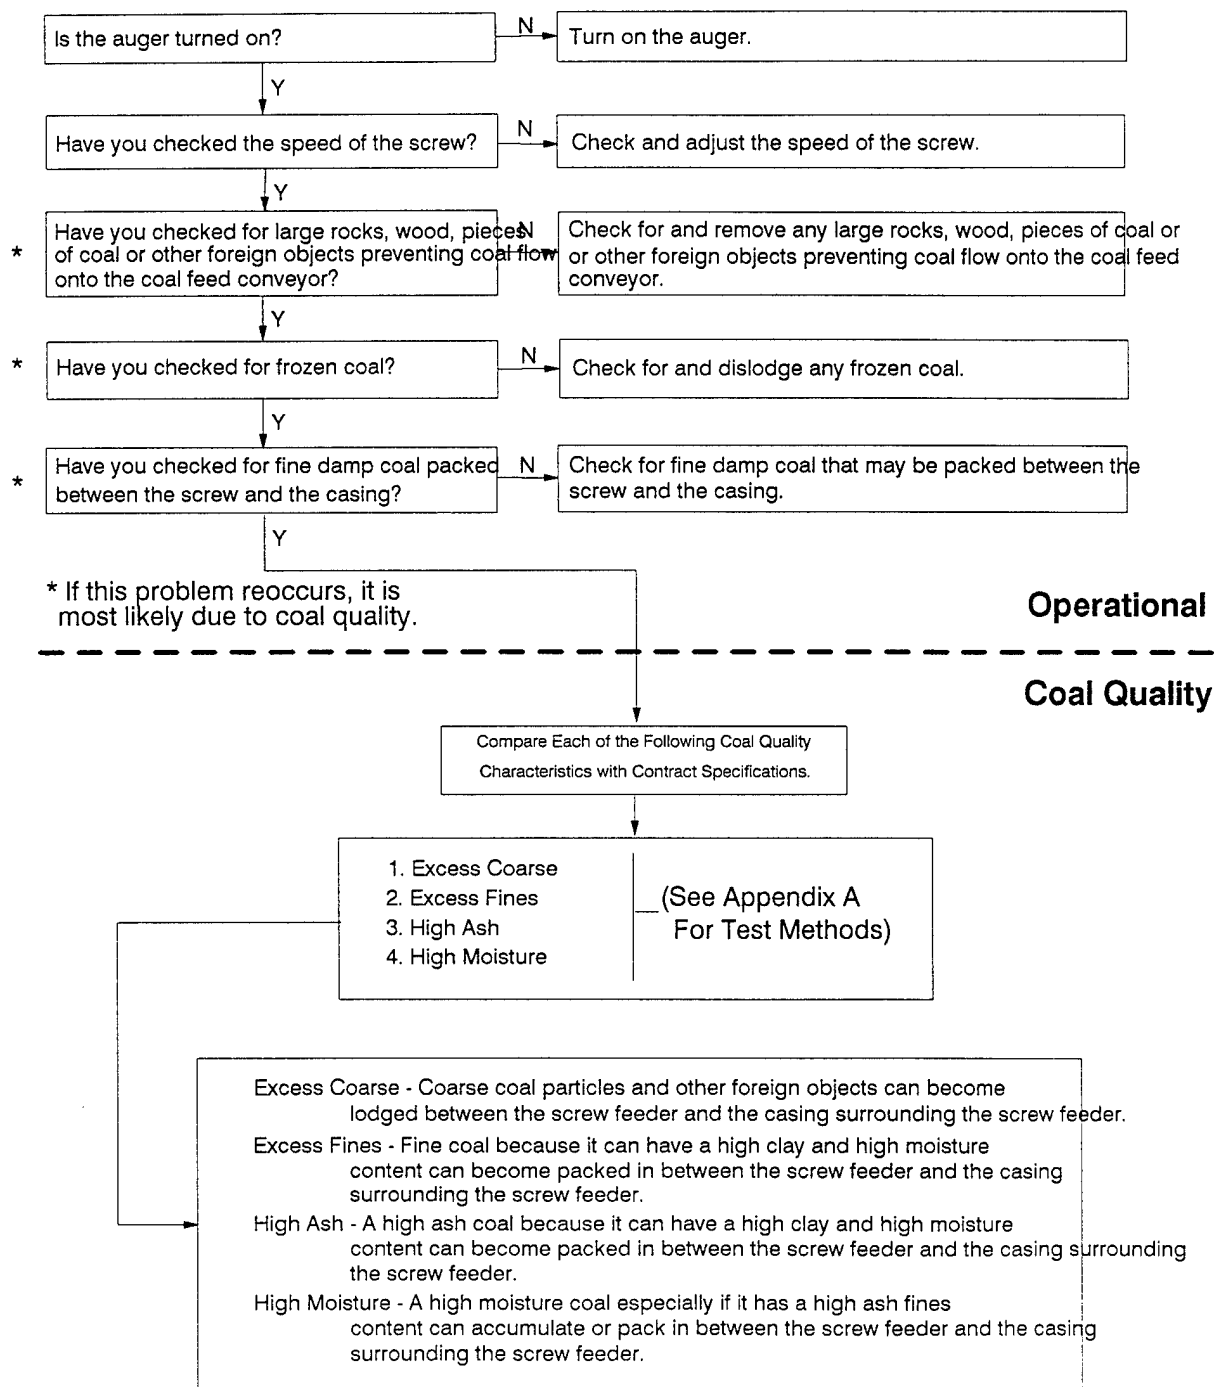 Is the auger turned on?
N
Turn on the auger.
Y
Have you checked the speed of the screw?
N
Check and adjust the speed of the screw.
Y
*
Have you checked for large rocks, wood, pieces
of coal or other foreign objects preventing coal flow
onto the coal feed conveyor?
N
Check for and remove any large rocks, wood, pieces of coal or
or other foreign objects preventing coal flow onto the coal feed
conveyor.
Y
*
Have you checked for frozen coal?
N
Check for and dislodge any frozen coal.
Y
*
Have you checked for fine damp coal packed
between the screw and the casing?
N
Check for fine damp coal that may be packed between the
screw and the casing.
Y
* If this problem reoccurs, it is
most likely due to coal quality.
Operational
Coal Quality
Compare Each of the Following Coal Quality
Characteristics with Contract Specifications.
1. Excess Coarse
2. Excess Fines
3. High Ash
4. High Moisture
(See Appendix A
For Test Methods)
Excess Coarse - Coarse coal particles and other foreign objects can become
lodged between the screw feeder and the casing surrounding the screw feeder.
Excess Fines - Fine coal because it can have a high clay and high moisture
content can become packed in between the screw feeder and the casing
surrounding the screw feeder.
High Ash - A high ash coal because it can have a high clay and high moisture
content can become packed in between the screw feeder and the casing surrounding
the screw feeder.
High Moisture - A high moisture coal especially if it has a high ash fines
content can accumulate or pack in between the screw feeder and the casing
surrounding the screw feeder.